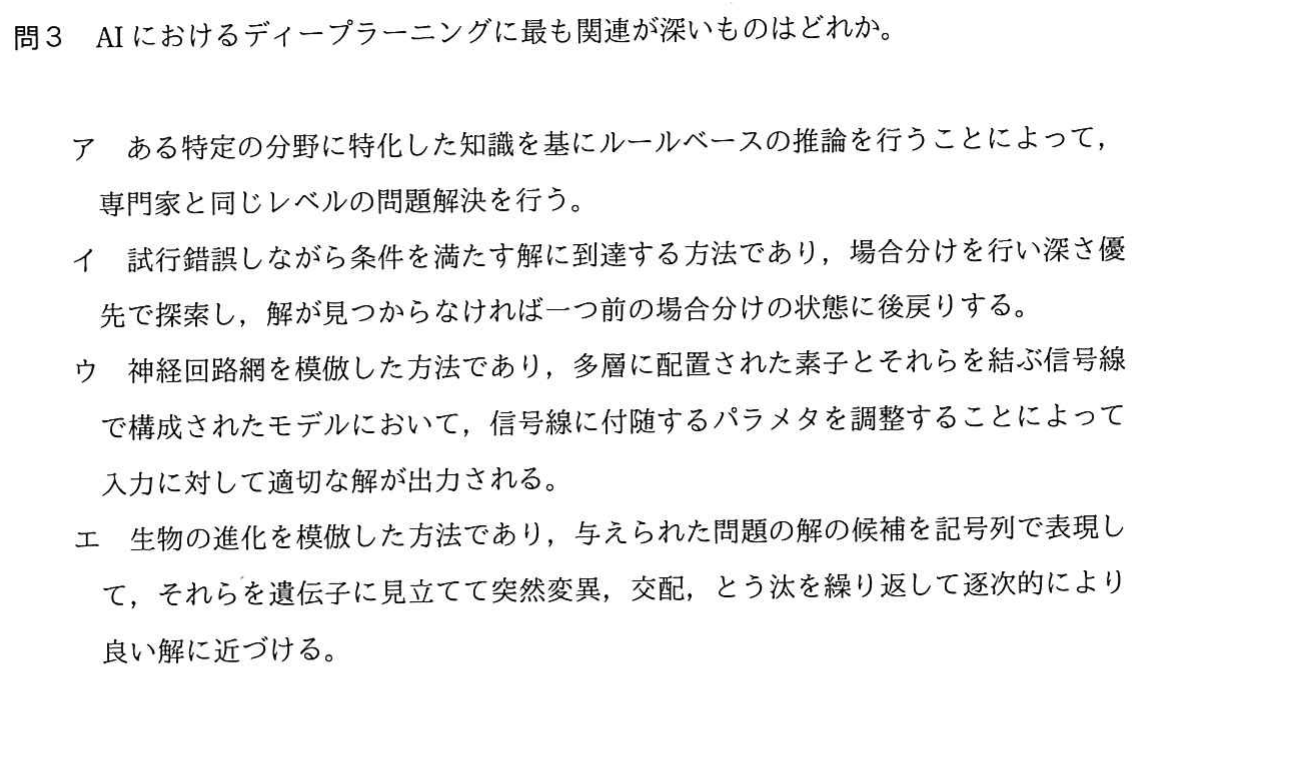 問3 AIにおけるディープラーニングに最も関連が深いものはどれか。
ア ある特定の分野に特化した知識を基にルールベースの推論を行うことによって，
専門家と同じレベルの問題解決を行う。
イ 試行錯誤しながら条件を満たす解に到達する方法であり，場合分けを行い深さ優
先で探索し，解が見つからなければ一つ前の場合分けの状態に後戻りする。
ウ 神経回路網を模倣した方法であり，多層に配置された素子とそれらを結ぶ信号線
で構成されたモデルにおいて，信号線に付随するパラメタを調整することによって
入力に対して適切な解が出力される。
エ 生物の進化を模倣した方法であり，与えられた問題の解の候補を記号列で表現し
て，それらを遺伝子に見立てて突然変異，交配，とう汰を繰り返して逐次的により
良い解に近づける。